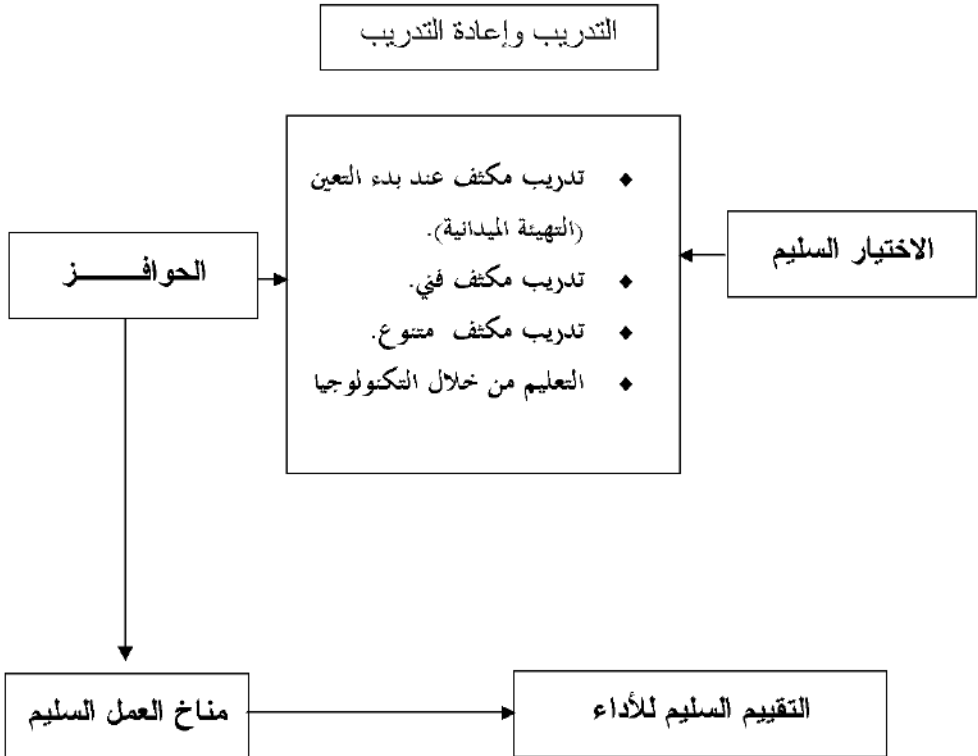 التدريب وإعادة التدريب
♦ تدريب مكثف عند بدء التعين
(التهيئة الميدانية).
♦ تدريب مكثف فني.
♦ تدريب مكثف متنوع.
♦ التعليم من خلال التكنولوجيا
الاختيار السليم
الحوافـــــــز
مناخ العمل السليم
التقييم السليم للأداء